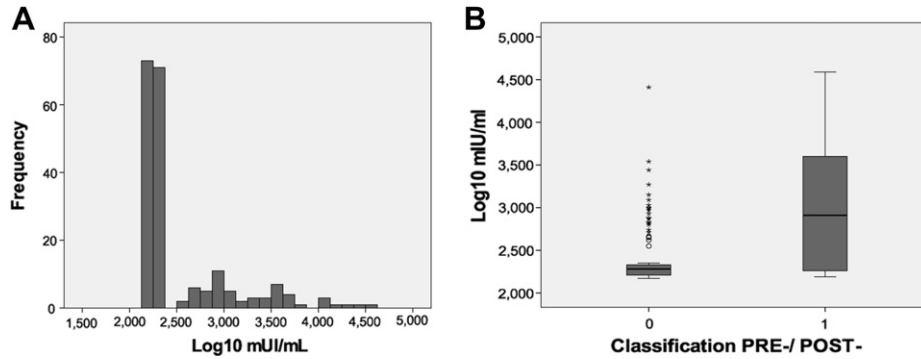 A
80
60
40
20
0
Frequency
1,500 2,000 2,500 3,000 3,500 4,000 4,500 5,000
Log10 mUI/mL
B
5,000
4,500
4,000
3,500
3,000
2,500
2,000
Log10 mIU/ml
0 1
Classification PRE-/ POST-